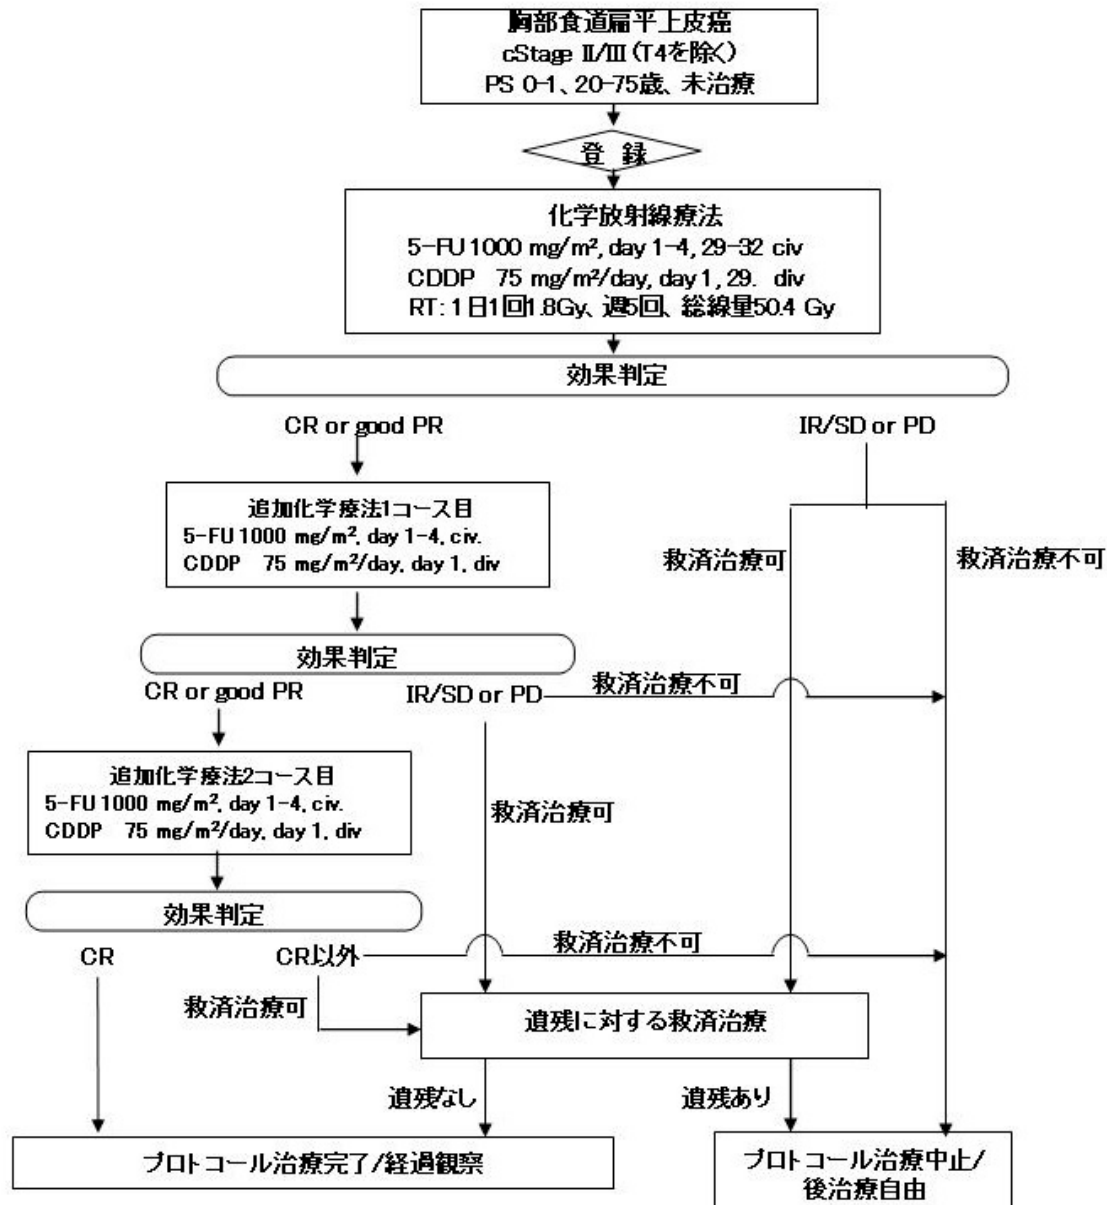 胸部食道扁平上皮癌
cStage II/III (T4を除く)
PS 0-1、20-75歳、未治療
登 録
化学放射線療法
5-FU 1000 mg/m², day 1-4, 29-32 civ
CDDP 75 mg/m²/day, day 1, 29. div
RT: 1日1回1.8Gy、週5回、総線量50.4 Gy
効果判定
CR or good PR
IR/SD or PD
追加化学療法1コース目
5-FU 1000 mg/m², day 1-4, civ.
CDDP 75 mg/m²/day, day 1, div
救済治療可
救済治療不可
効果判定
CR or good PR
IR/SD or PD
救済治療不可
追加化学療法2コース目
5-FU 1000 mg/m², day 1-4, civ.
CDDP 75 mg/m²/day, day 1, div
救済治療可
効果判定
CR
CR以外
救済治療不可
救済治療可
遺残に対する救済治療
遺残なし
遺残あり
プロトコール治療完了/経過観察
プロトコール治療中止/
後治療自由